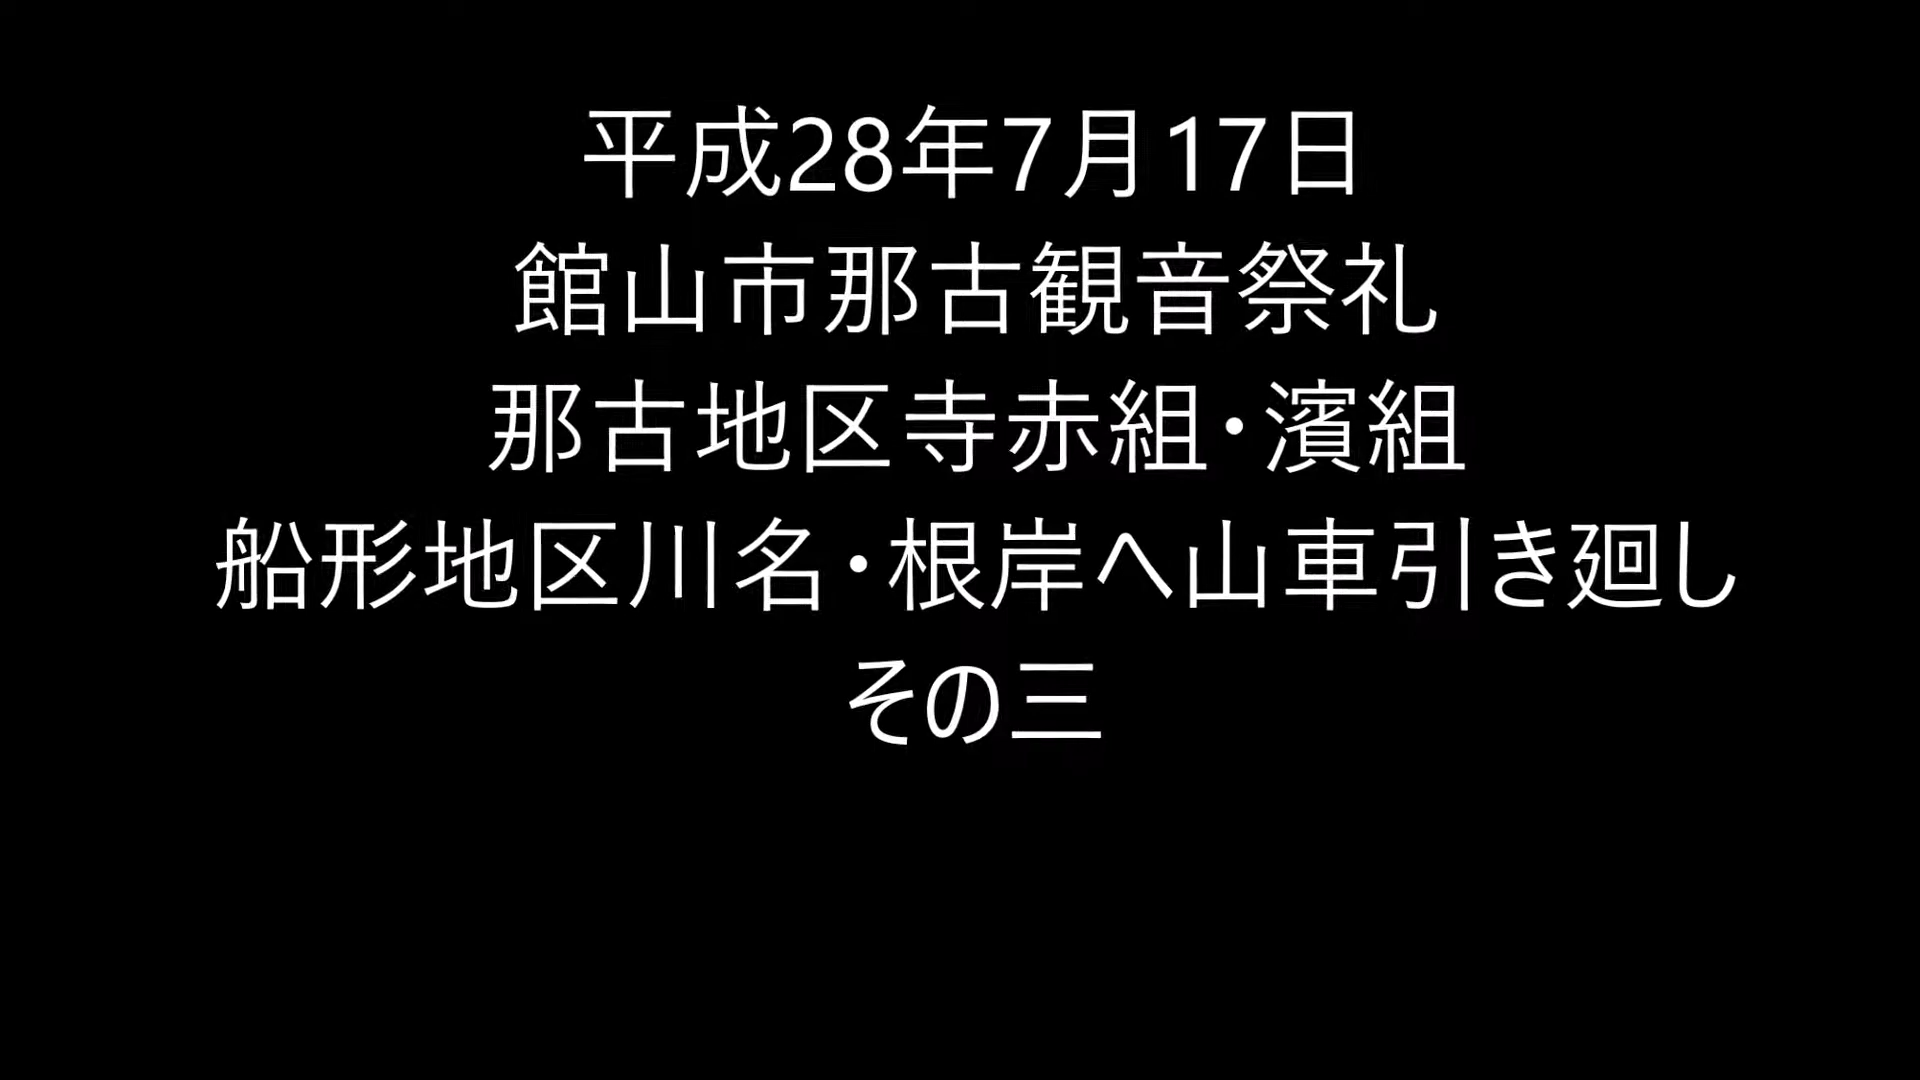 平成28年7月17日
館山市那古観音祭礼
那古地区寺赤組・濱組
船形地区川名・根岸へ山車引き廻し
その三